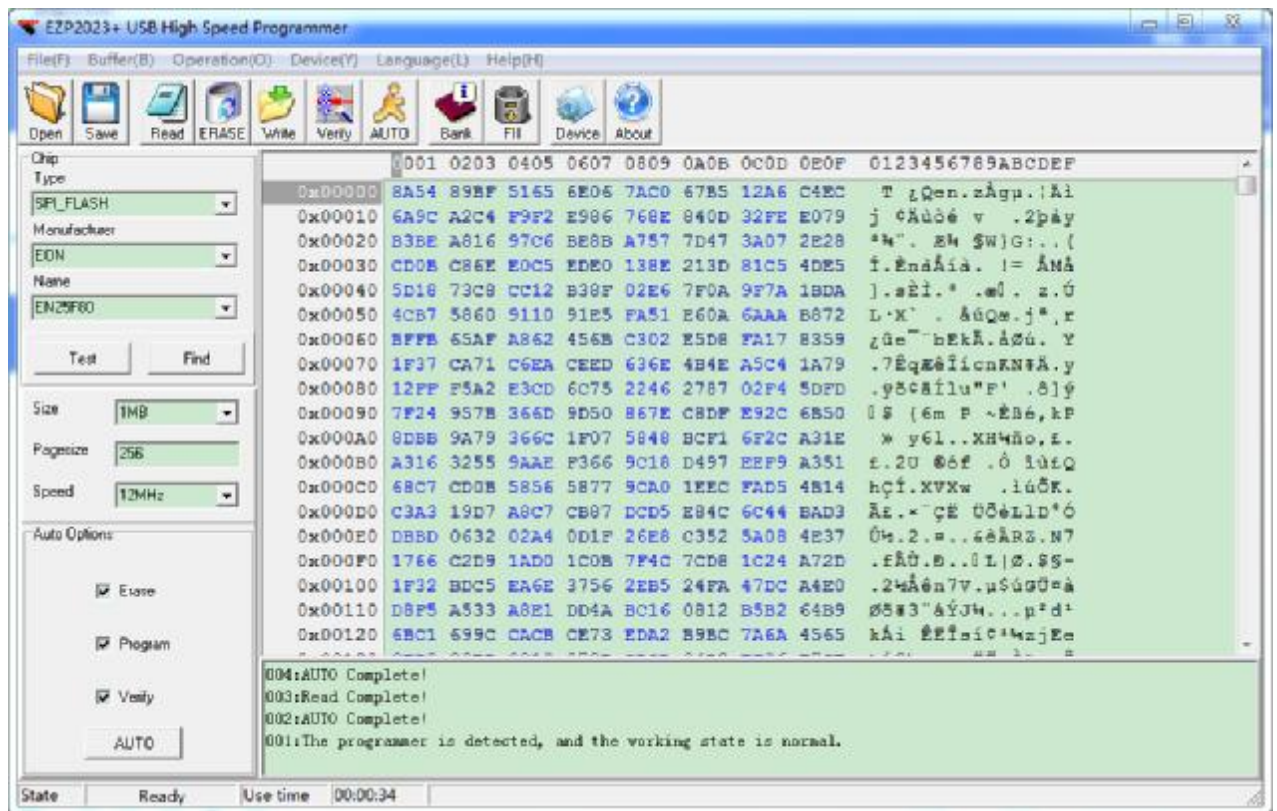 EZP2023+ USB High Speed Programmer
File(F) Buffer(B) Operation(O) Device(Y) Language(L) Help(H)
Open Save Read ERASE Write Verify AUTO Bank Fill Device About
Chip
Type
SPI_FLASH
Manufacturer
EON
Name
EN25F80
Test Find
Size 1MB
Pagesize 256
Speed 12MHz
Auto Options
Erase
Program
Verify
AUTO
0001 0203 0405 0607 0809 0A0B 0C0D 0E0F 0123456789ABCDEF
0x00000 8A54 89BF 5165 6E06 7AC0 67B5 12A6 C4EC
0x00010 6A9C A2C4 F9F2 E986 768E 840D 32FE E079
0x00020 B3BE A816 97C6 BE8B A757 7D47 3A07 2E28
0x00030 CD0B C86E E0C5 EDE0 138E 213D 81C5 4DE5
0x00040 5D18 73C8 CC12 B38F 02E6 7F0A 9F7A 1BDA
0x00050 4CB7 5860 9110 91E5 FA51 E60A 6AAA B872
0x00060 BFFB 65AF A862 456B C302 E5D8 FA17 8359
0x00070 1F37 CA71 C6EA CEED 636E 4B4E A5C4 1A79
0x00080 12FF F5A2 E3CD 6C75 2246 2787 02F4 5DFD
0x00090 7F24 957B 366D 9D50 867E C8DF E92C 6B50
0x000A0 8DBB 9A79 366C 1F07 5848 BCF1 6F2C A31E
0x000B0 A316 3255 9AAE F366 9C18 D497 EEF9 A351
0x000C0 68C7 CD0B 5856 5877 9CA0 1EEC FAD5 4B14
0x000D0 C3A3 19D7 A8C7 CB87 DCD5 E84C 6C44 BAD3
0x000E0 DBBD 0632 02A4 0D1F 26E8 C352 5A08 4E37
0x000F0 1766 C2D9 1AD0 1C0B 7F4C 7CD8 1C24 A72D
0x00100 1F32 BDC5 EA6E 3756 2EB5 24FA 47DC A4E0
0x00110 D8F5 A533 A8E1 DD4A BC16 0812 B5B2 64B9
0x00120 6BC1 699C CACB CE73 EDA2 B9BC 7A6A 4565
004:AUTO Complete!
003:Read Complete!
002:AUTO Complete!
001:The programmer is detected, and the working state is normal.
State Ready Use time 00:00:34